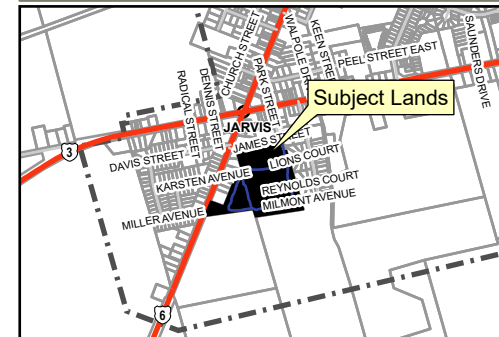 KEEN STRE
WALPOLE DR
CHURCH STREET
PARK STREET
PEEL STREET EAST
SAUNDERS DRIVE
RADICAL STREET
DENNIS STREET
Subject Lands
JARVIS
JAMES STREET
3
DAVIS STREET
LIONS COURT
KARSTEN AVENUE
REYNOLDS COURT
MILMONT AVENUE
MILLER AVENUE
6